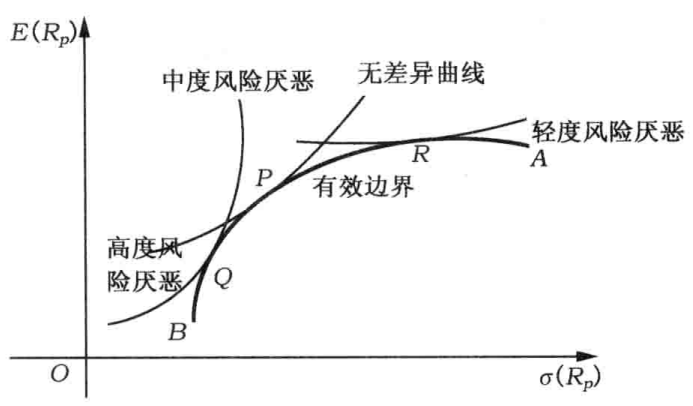 E(Rp)
中度风险厌恶
无差异曲线
轻度风险厌恶
R
A
P
有效边界
高度风
险厌恶
Q
B
O
σ(Rp)